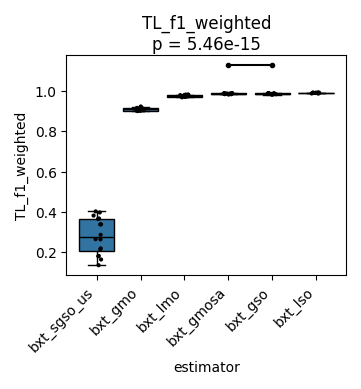 TL_f1_weighted
p = 5.46e-15
TL_f1_weighted
1.0
0.8
0.6
0.4
0.2
bxt_sgso_us
bxt_gmo
bxt_lmo
bxt_gmosa
bxt_gso
bxt_lso
estimator